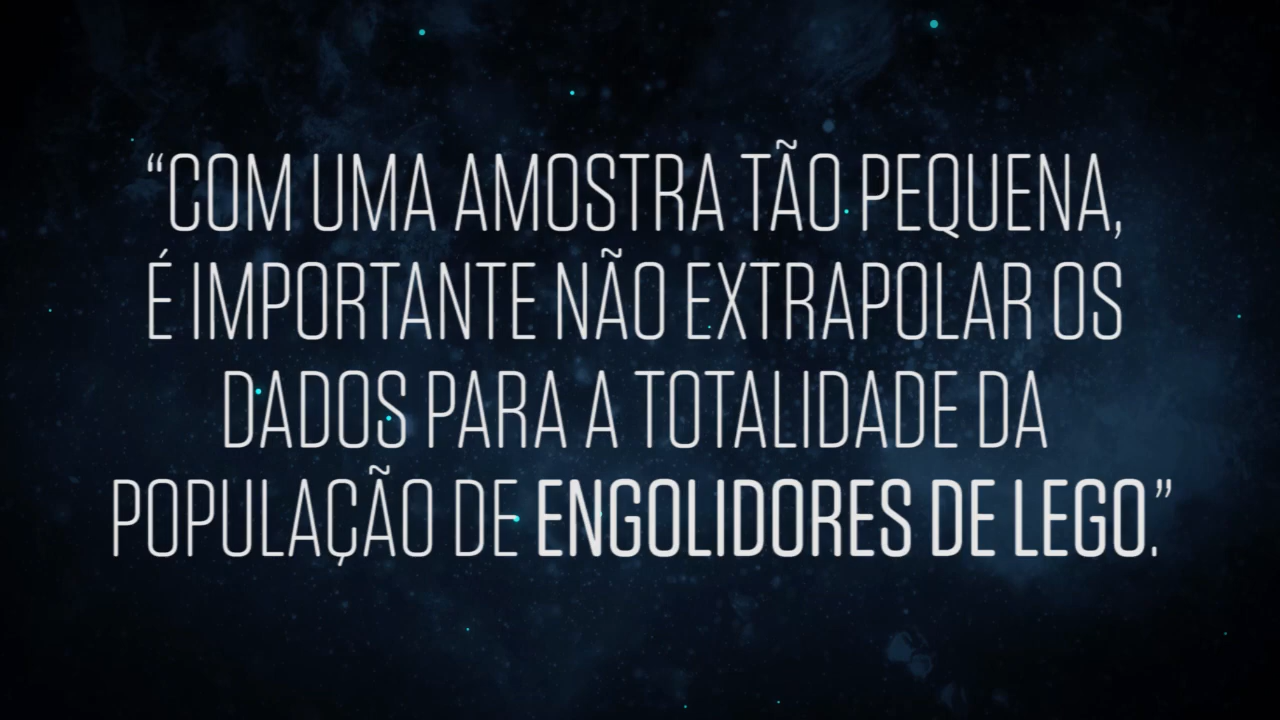 “COM UMA AMOSTRA TÃO PEQUENA,
É IMPORTANTE NÃO EXTRAPOLAR OS
DADOS PARA A TOTALIDADE DA
POPULAÇÃO DE ENGOLIDORES DE LEGO.”